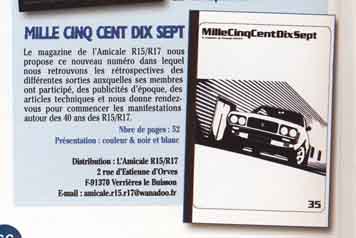 MILLE CINQ CENT DIX SEPT
Le magazine de l'Amicale R15/R17 nous
propose ce nouveau numéro dans lequel
nous retrouvons les rétrospectives des
différentes sorties auxquelles ses membres
ont participé, des publicités d'époque, des
articles techniques et nous donne rendez-
vous pour commencer les manifestations
autour des 40 ans des R15/R17.
Nbre de pages : 52
Présentation : couleur & noir et blanc
Distribution : L'Amicale R15/R17
2 rue d'Estienne d'Orves
F-91370 Verrières le Buisson
E-mail : amicale.r15.r17@wanadoo.fr
MilleCinqCentDixSept
35